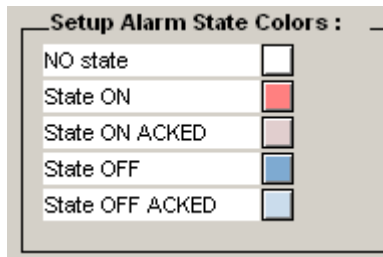 Setup Alarm State Colors :
NO state
State ON
State ON ACKED
State OFF
State OFF ACKED